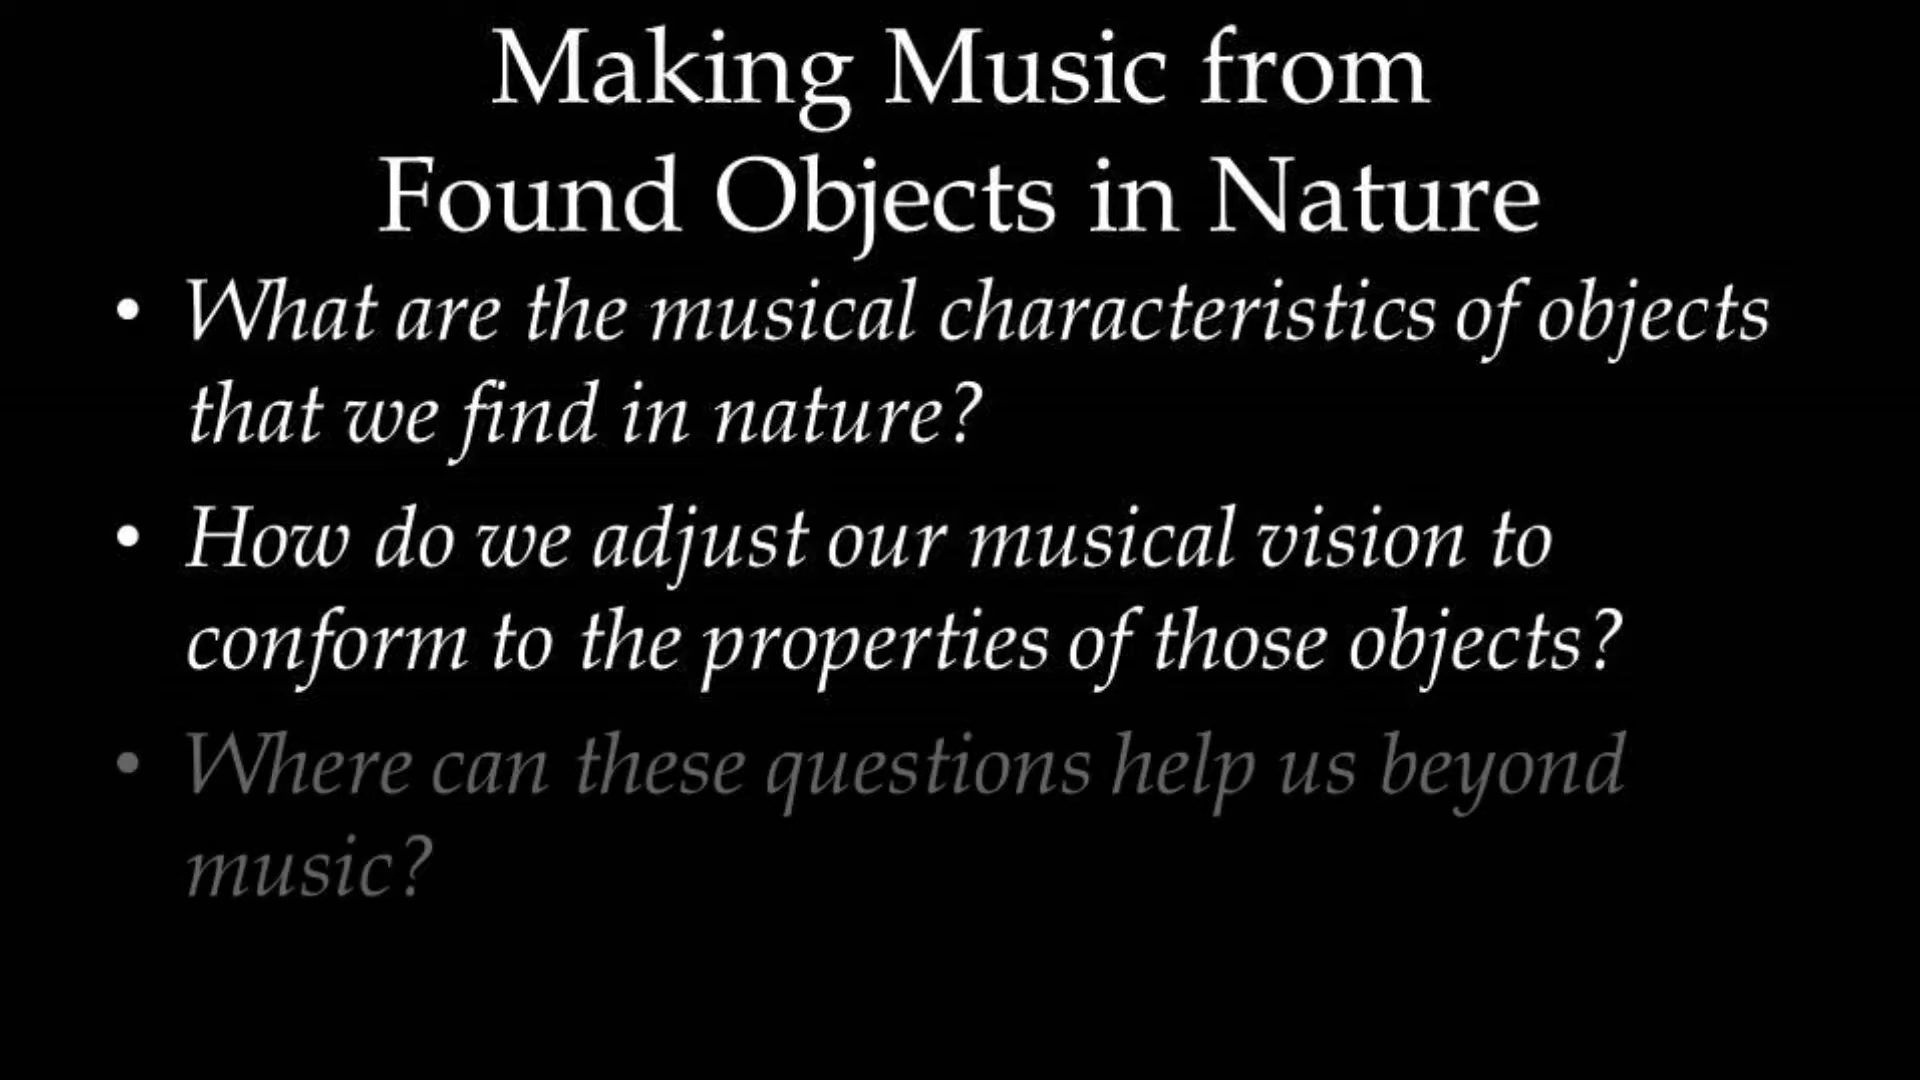 Making Music from
Found Objects in Nature
• What are the musical characteristics of objects
that we find in nature?
• How do we adjust our musical vision to
conform to the properties of those objects?
• Where can these questions help us beyond
music?